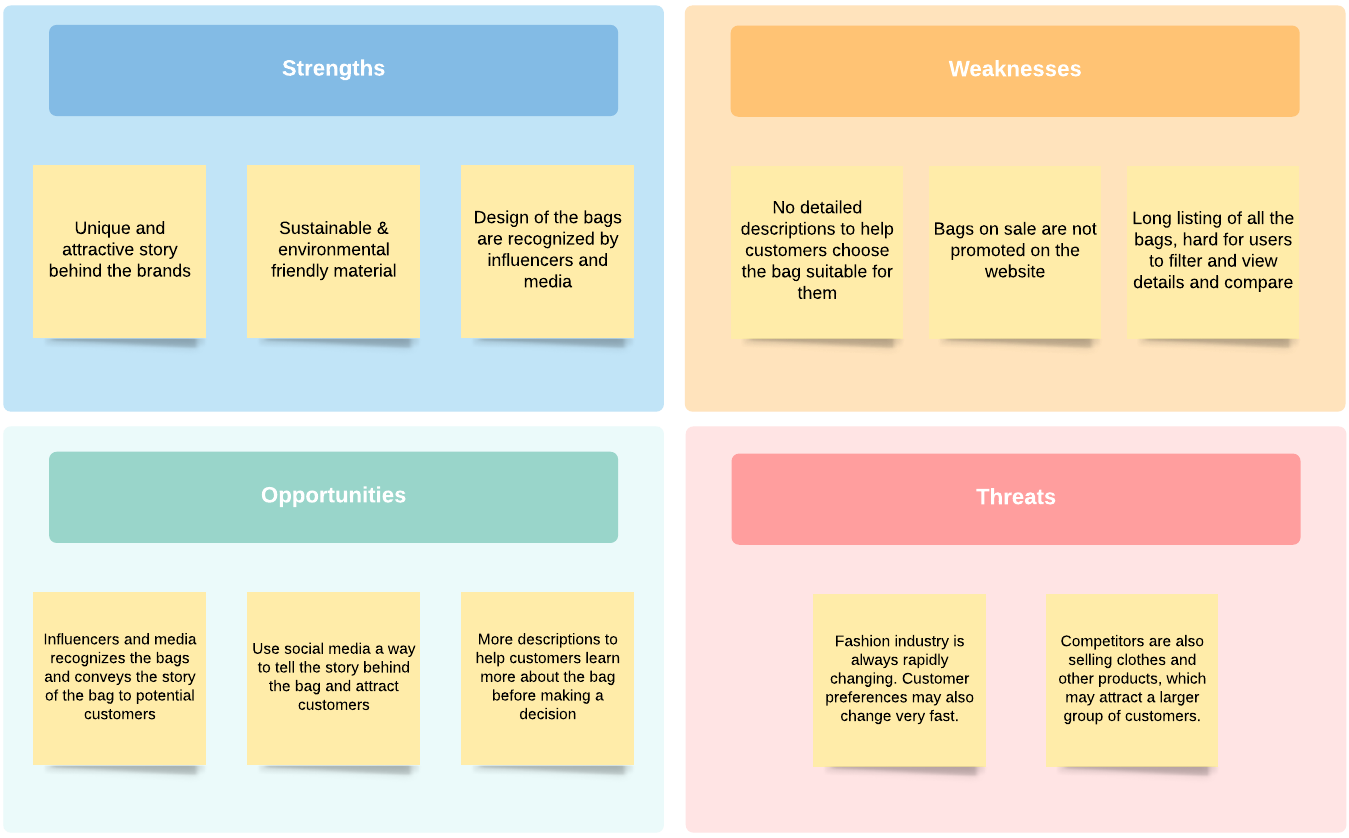 Strengths
Unique and
attractive story
behind the brands
Sustainable &
environmental
friendly material
Design of the bags
are recognized by
influencers and
media
Weaknesses
No detailed
descriptions to help
customers choose
the bag suitable for
them
Bags on sale are not
promoted on the
website
Long listing of all the
bags, hard for users
to filter and view
details and compare
Opportunities
Influencers and media
recognizes the bags
and conveys the story
of the bag to potential
customers
Use social media a way
to tell the story behind
the bag and attract
customers
More descriptions to
help customers learn
more about the bag
before making a
decision
Threats
Fashion industry is
always rapidly
changing. Customer
preferences may also
change very fast.
Competitors are also
selling clothes and
other products, which
may attract a larger
group of customers.